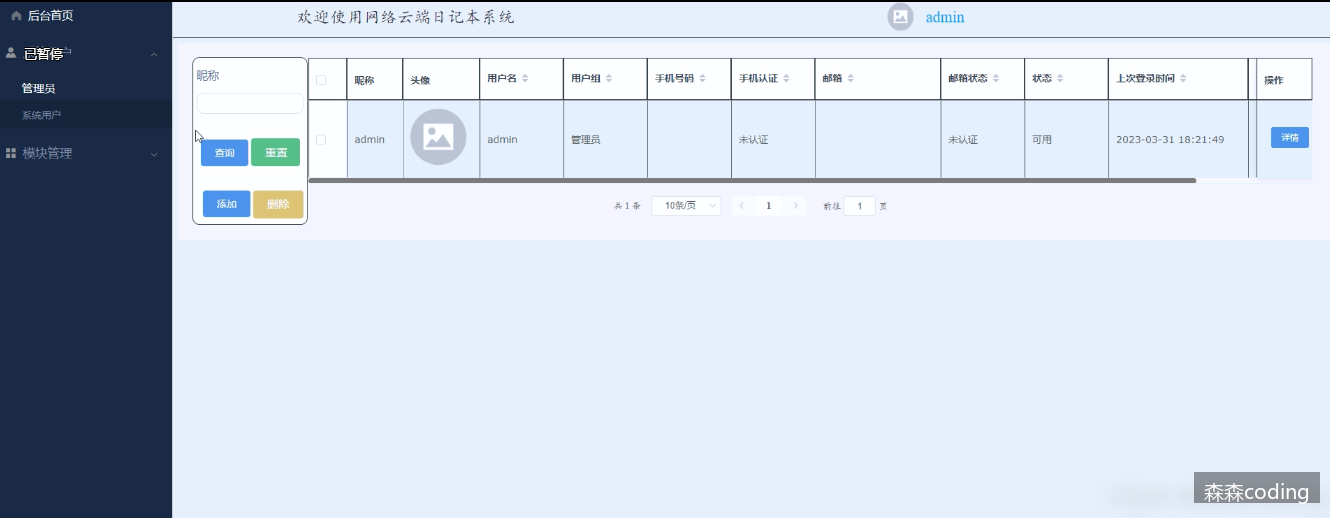 后台首页
欢迎使用网络云端日记本系统
admin
已暂停
户
管理员
系统用户
模块管理
昵称
查询
重置
添加
删除
昵称 头像 用户名 用户组 手机号码 手机认证 邮箱 邮箱状态 状态 上次登录时间 操作
admin admin 管理员 未认证 未认证 可用 2023-03-31 18:21:49 详情
共 1 条 10条/页 1 前往 1 页
森森coding